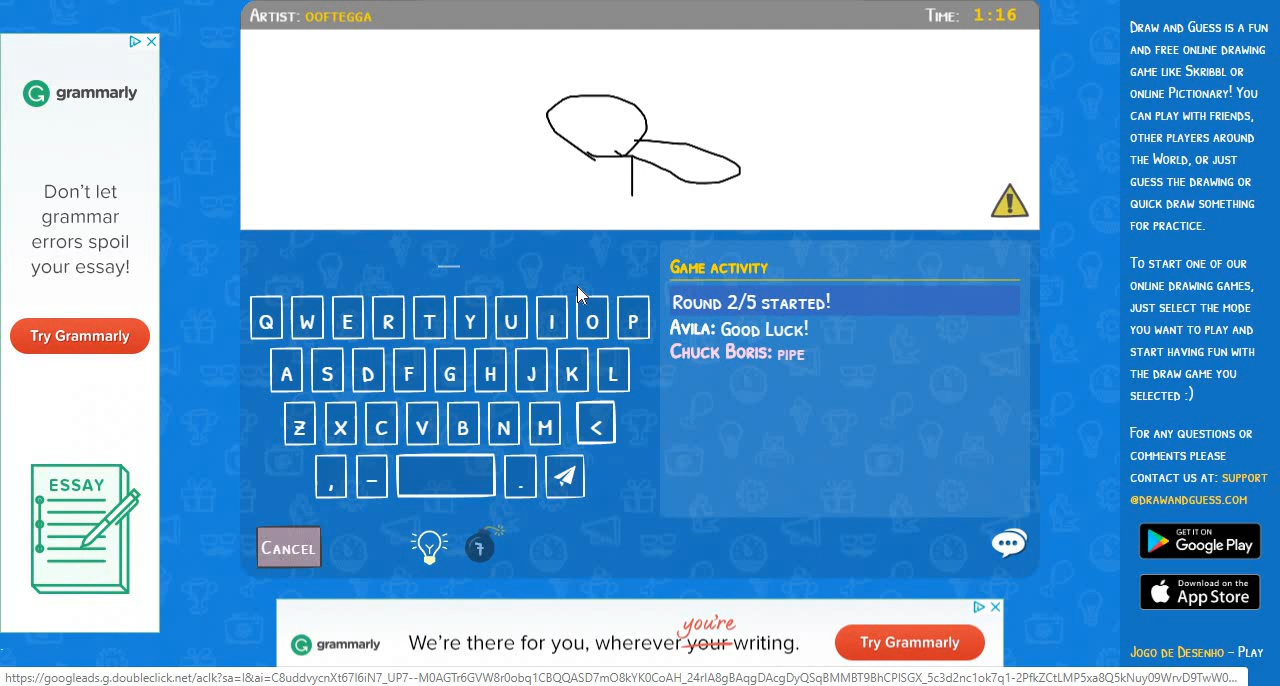 Artist: ooftegga
Time: 1:16
grammarly
Don't let
grammar
errors spoil
your essay!
Try Grammarly
ESSAY
Game activity
Round 2/5 started!
Avila: Good Luck!
Chuck Boris: pipe
Q W E R T Y U I O P
A S D F G H J K L
Z X C V B N M <
, – .
Cancel
7
grammarly
you're
We're there for you, wherever your writing.
Try Grammarly
Draw and Guess is a fun
and free online drawing
game like Skribbl or
online Pictionary! You
can play with friends,
other players around
the World, or just
guess the drawing or
quick draw something
for practice.
To start one of our
online drawing games,
just select the mode
you want to play and
start having fun with
the draw game you
selected :)
For any questions or
comments please
contact us at: support
@drawandguess.com
GET IT ON
Google Play
Download on the
App Store
Jogo de Desenho – Play